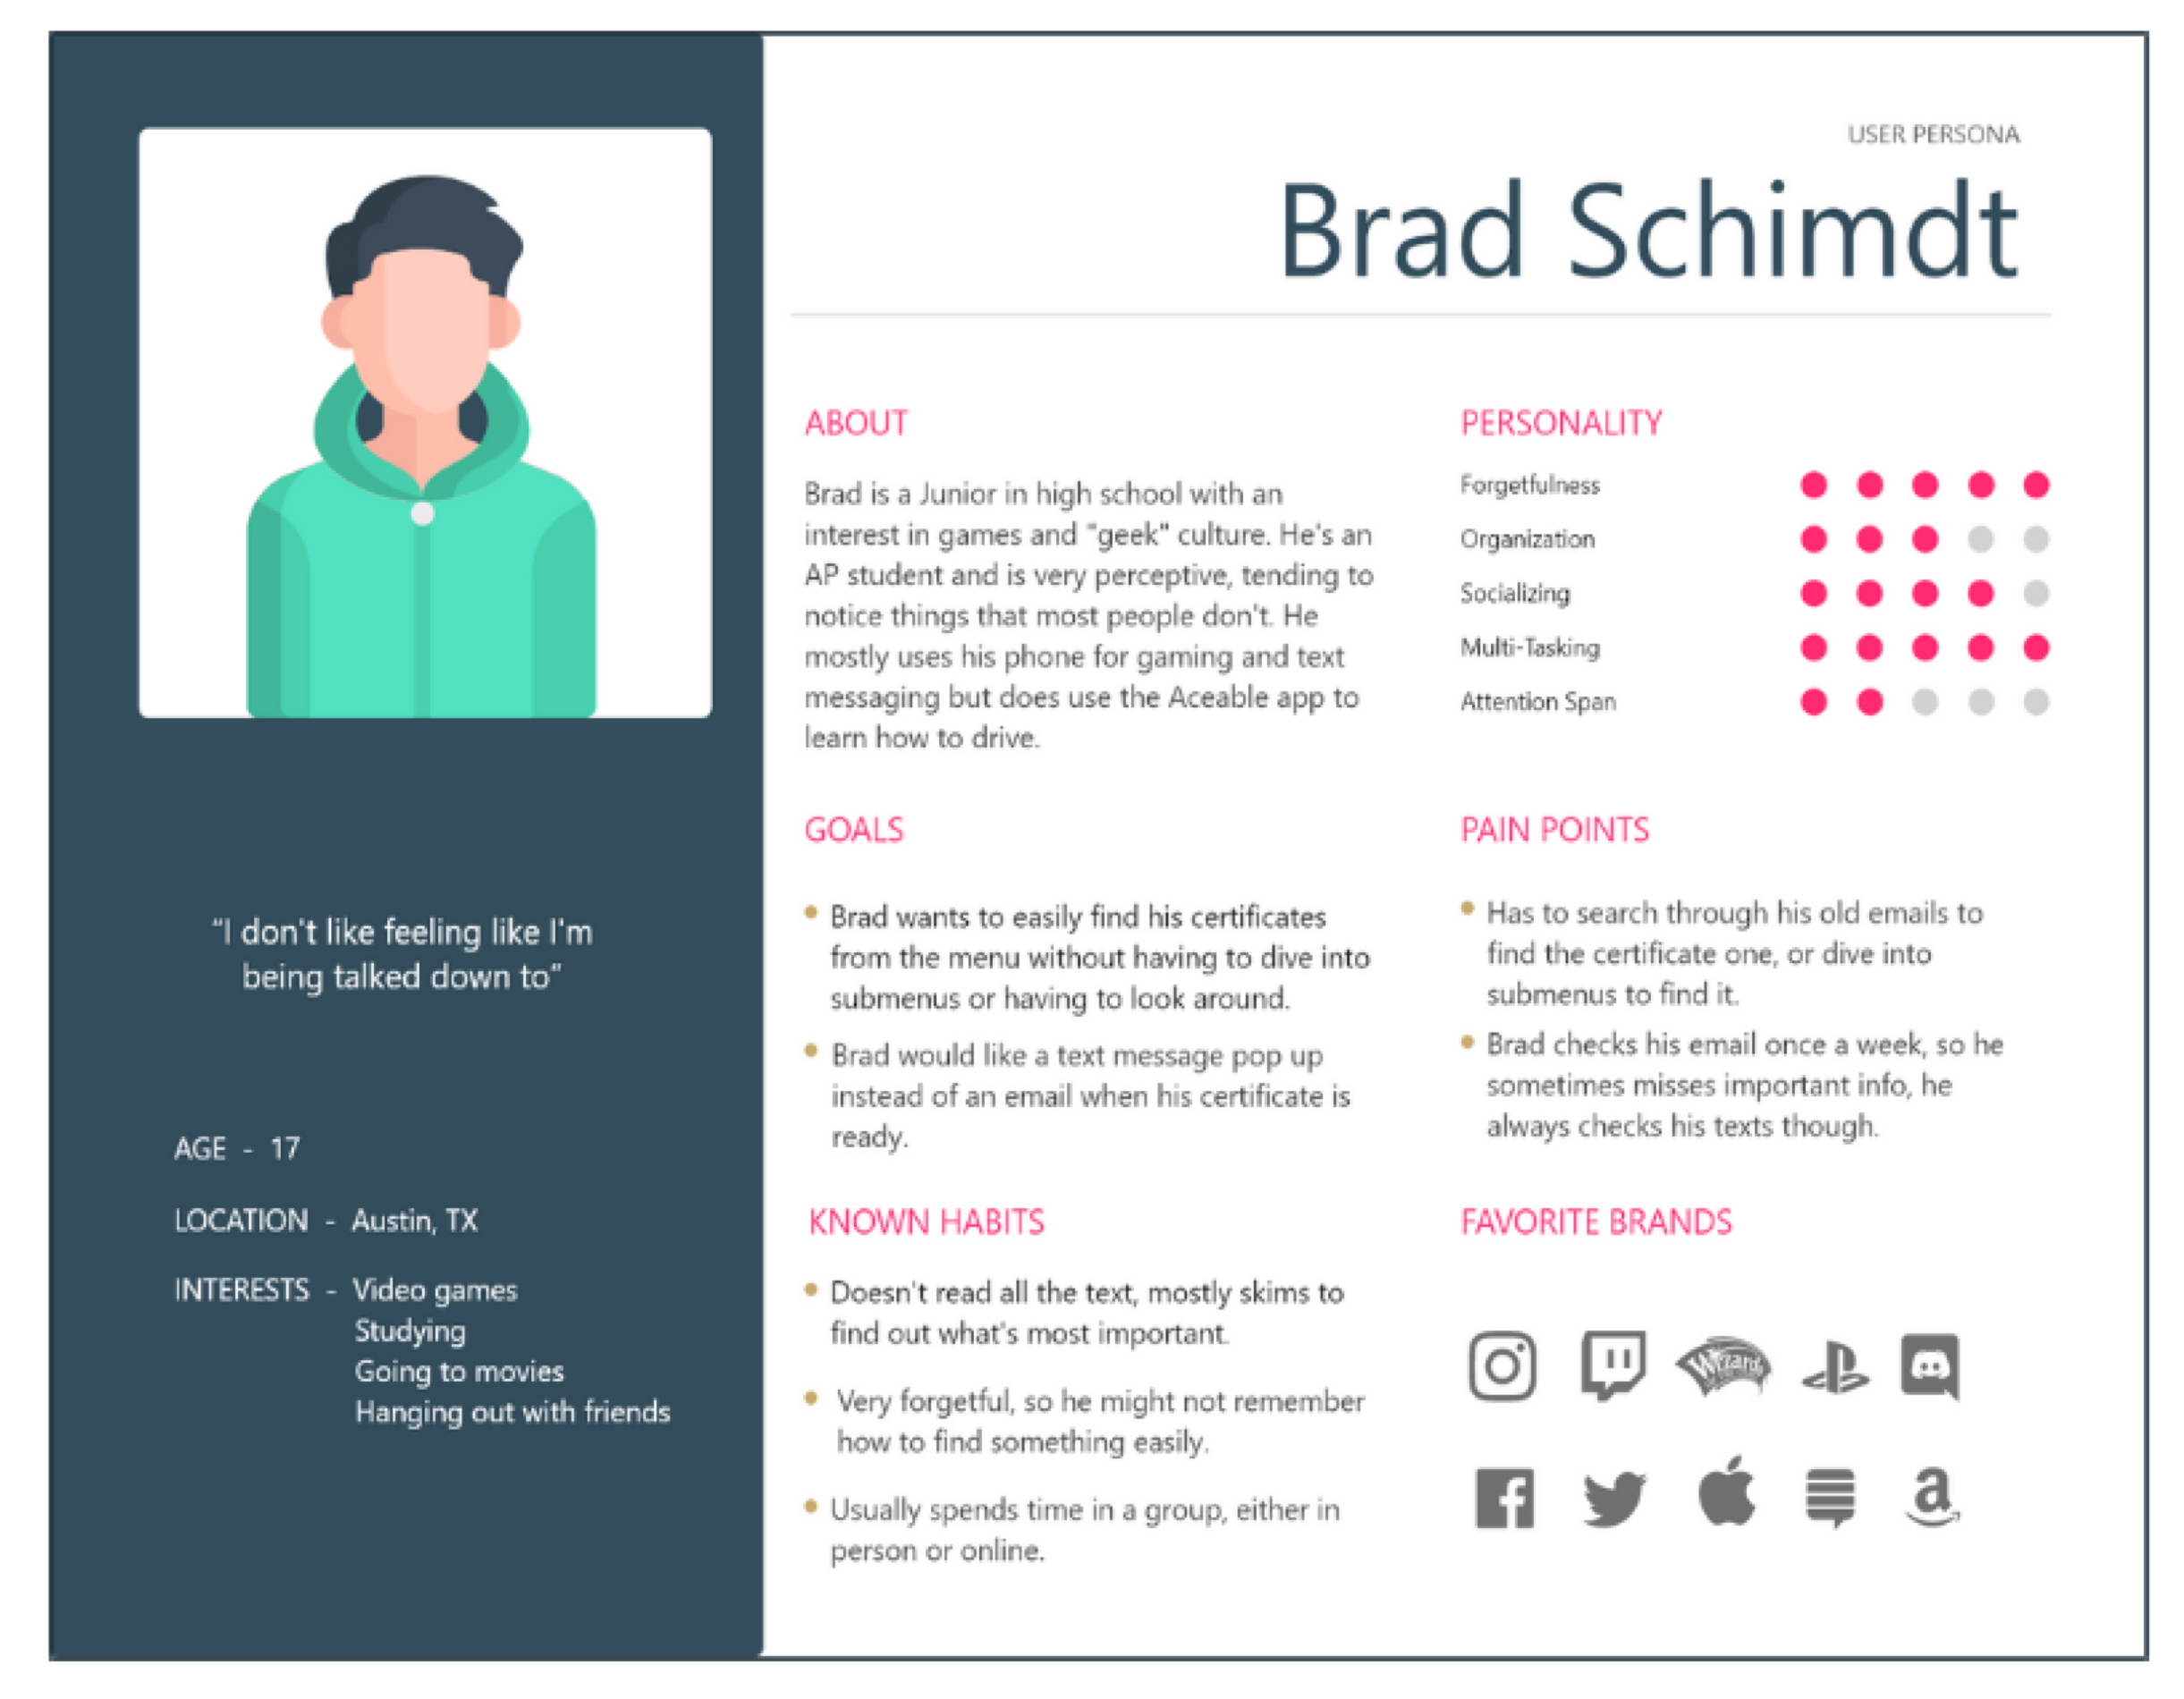 USER PERSONA
Brad Schimdt
“I don't like feeling like I'm
being talked down to”
AGE - 17
LOCATION - Austin, TX
INTERESTS - Video games
Studying
Going to movies
Hanging out with friends
ABOUT
Brad is a Junior in high school with an
interest in games and "geek" culture. He's an
AP student and is very perceptive, tending to
notice things that most people don't. He
mostly uses his phone for gaming and text
messaging but does use the Aceable app to
learn how to drive.
PERSONALITY
Forgetfulness
Organization
Socializing
Multi-Tasking
Attention Span
GOALS
Brad wants to easily find his certificates
from the menu without having to dive into
submenus or having to look around.
Brad would like a text message pop up
instead of an email when his certificate is
ready.
PAIN POINTS
Has to search through his old emails to
find the certificate one, or dive into
submenus to find it.
Brad checks his email once a week, so he
sometimes misses important info, he
always checks his texts though.
KNOWN HABITS
Doesn't read all the text, mostly skims to
find out what's most important.
Very forgetful, so he might not remember
how to find something easily.
Usually spends time in a group, either in
person or online.
FAVORITE BRANDS